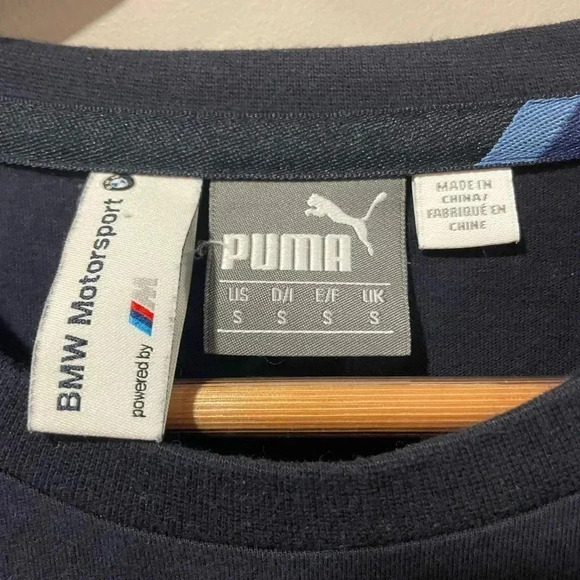 BMW Motorsport
powered by M
PUMA
US D/I E/F UK
S S S S
MADE IN
CHINA/
FABRIQUÉ EN
CHINE